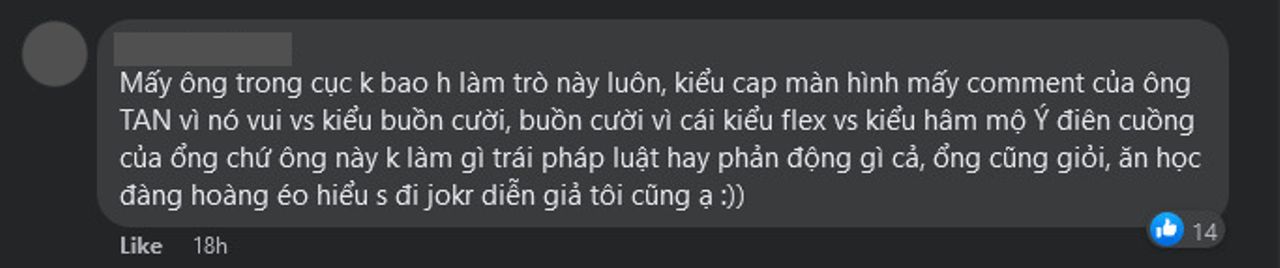 Mấy ông trong cục k bao h làm trò này luôn, kiểu cap màn hình mấy comment của ông
TAN vì nó vui vs kiểu buồn cười, buồn cười vì cái kiểu flex vs kiểu hâm mộ Ý điên cuồng
của ổng chứ ông này k làm gì trái pháp luật hay phản động gì cả, ổng cũng giỏi, ăn học
đàng hoàng éo hiểu s đi jokr diễn giả tôi cũng ạ :))
Like 18h 14